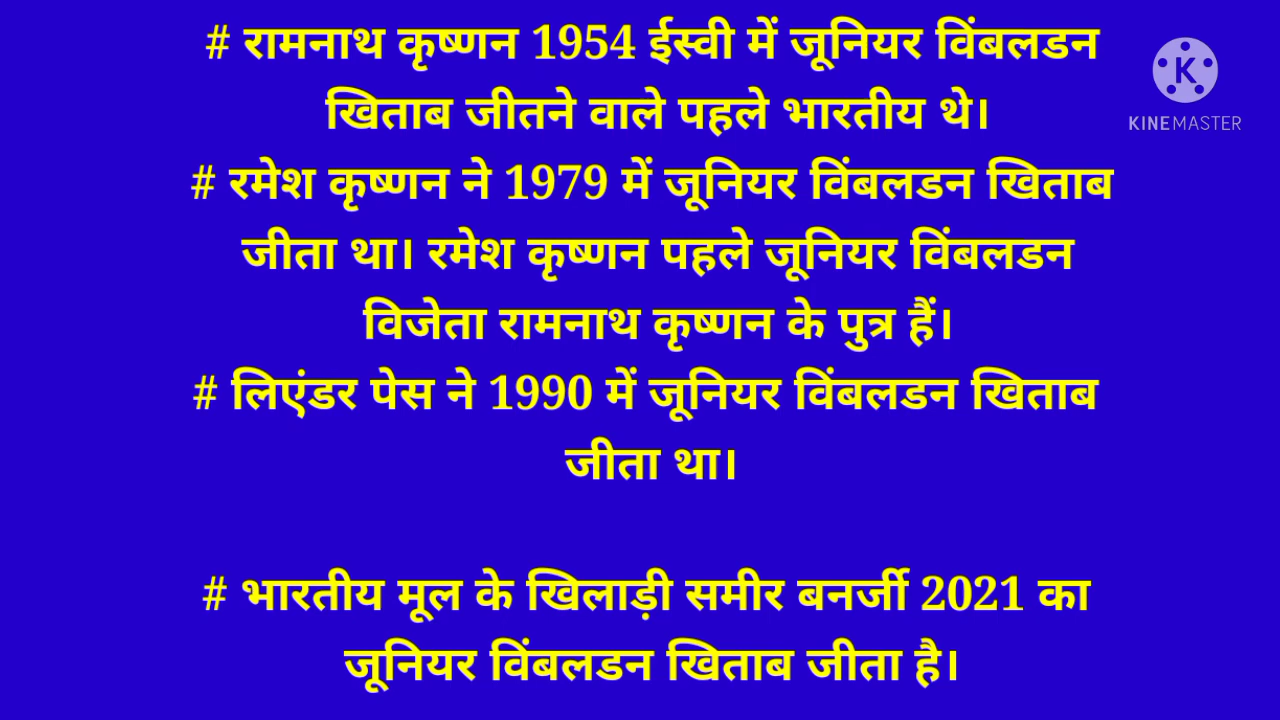 # रामनाथ कृष्णन 1954 ईस्वी में जूनियर विंबलडन
खिताब जीतने वाले पहले भारतीय थे।
# रमेश कृष्णन ने 1979 में जूनियर विंबलडन खिताब
जीता था। रमेश कृष्णन पहले जूनियर विंबलडन
विजेता रामनाथ कृष्णन के पुत्र हैं।
# लिएंडर पेस ने 1990 में जूनियर विंबलडन खिताब
जीता था।
# भारतीय मूल के खिलाड़ी समीर बनर्जी 2021 का
जूनियर विंबलडन खिताब जीता है।
K
KINEMASTER